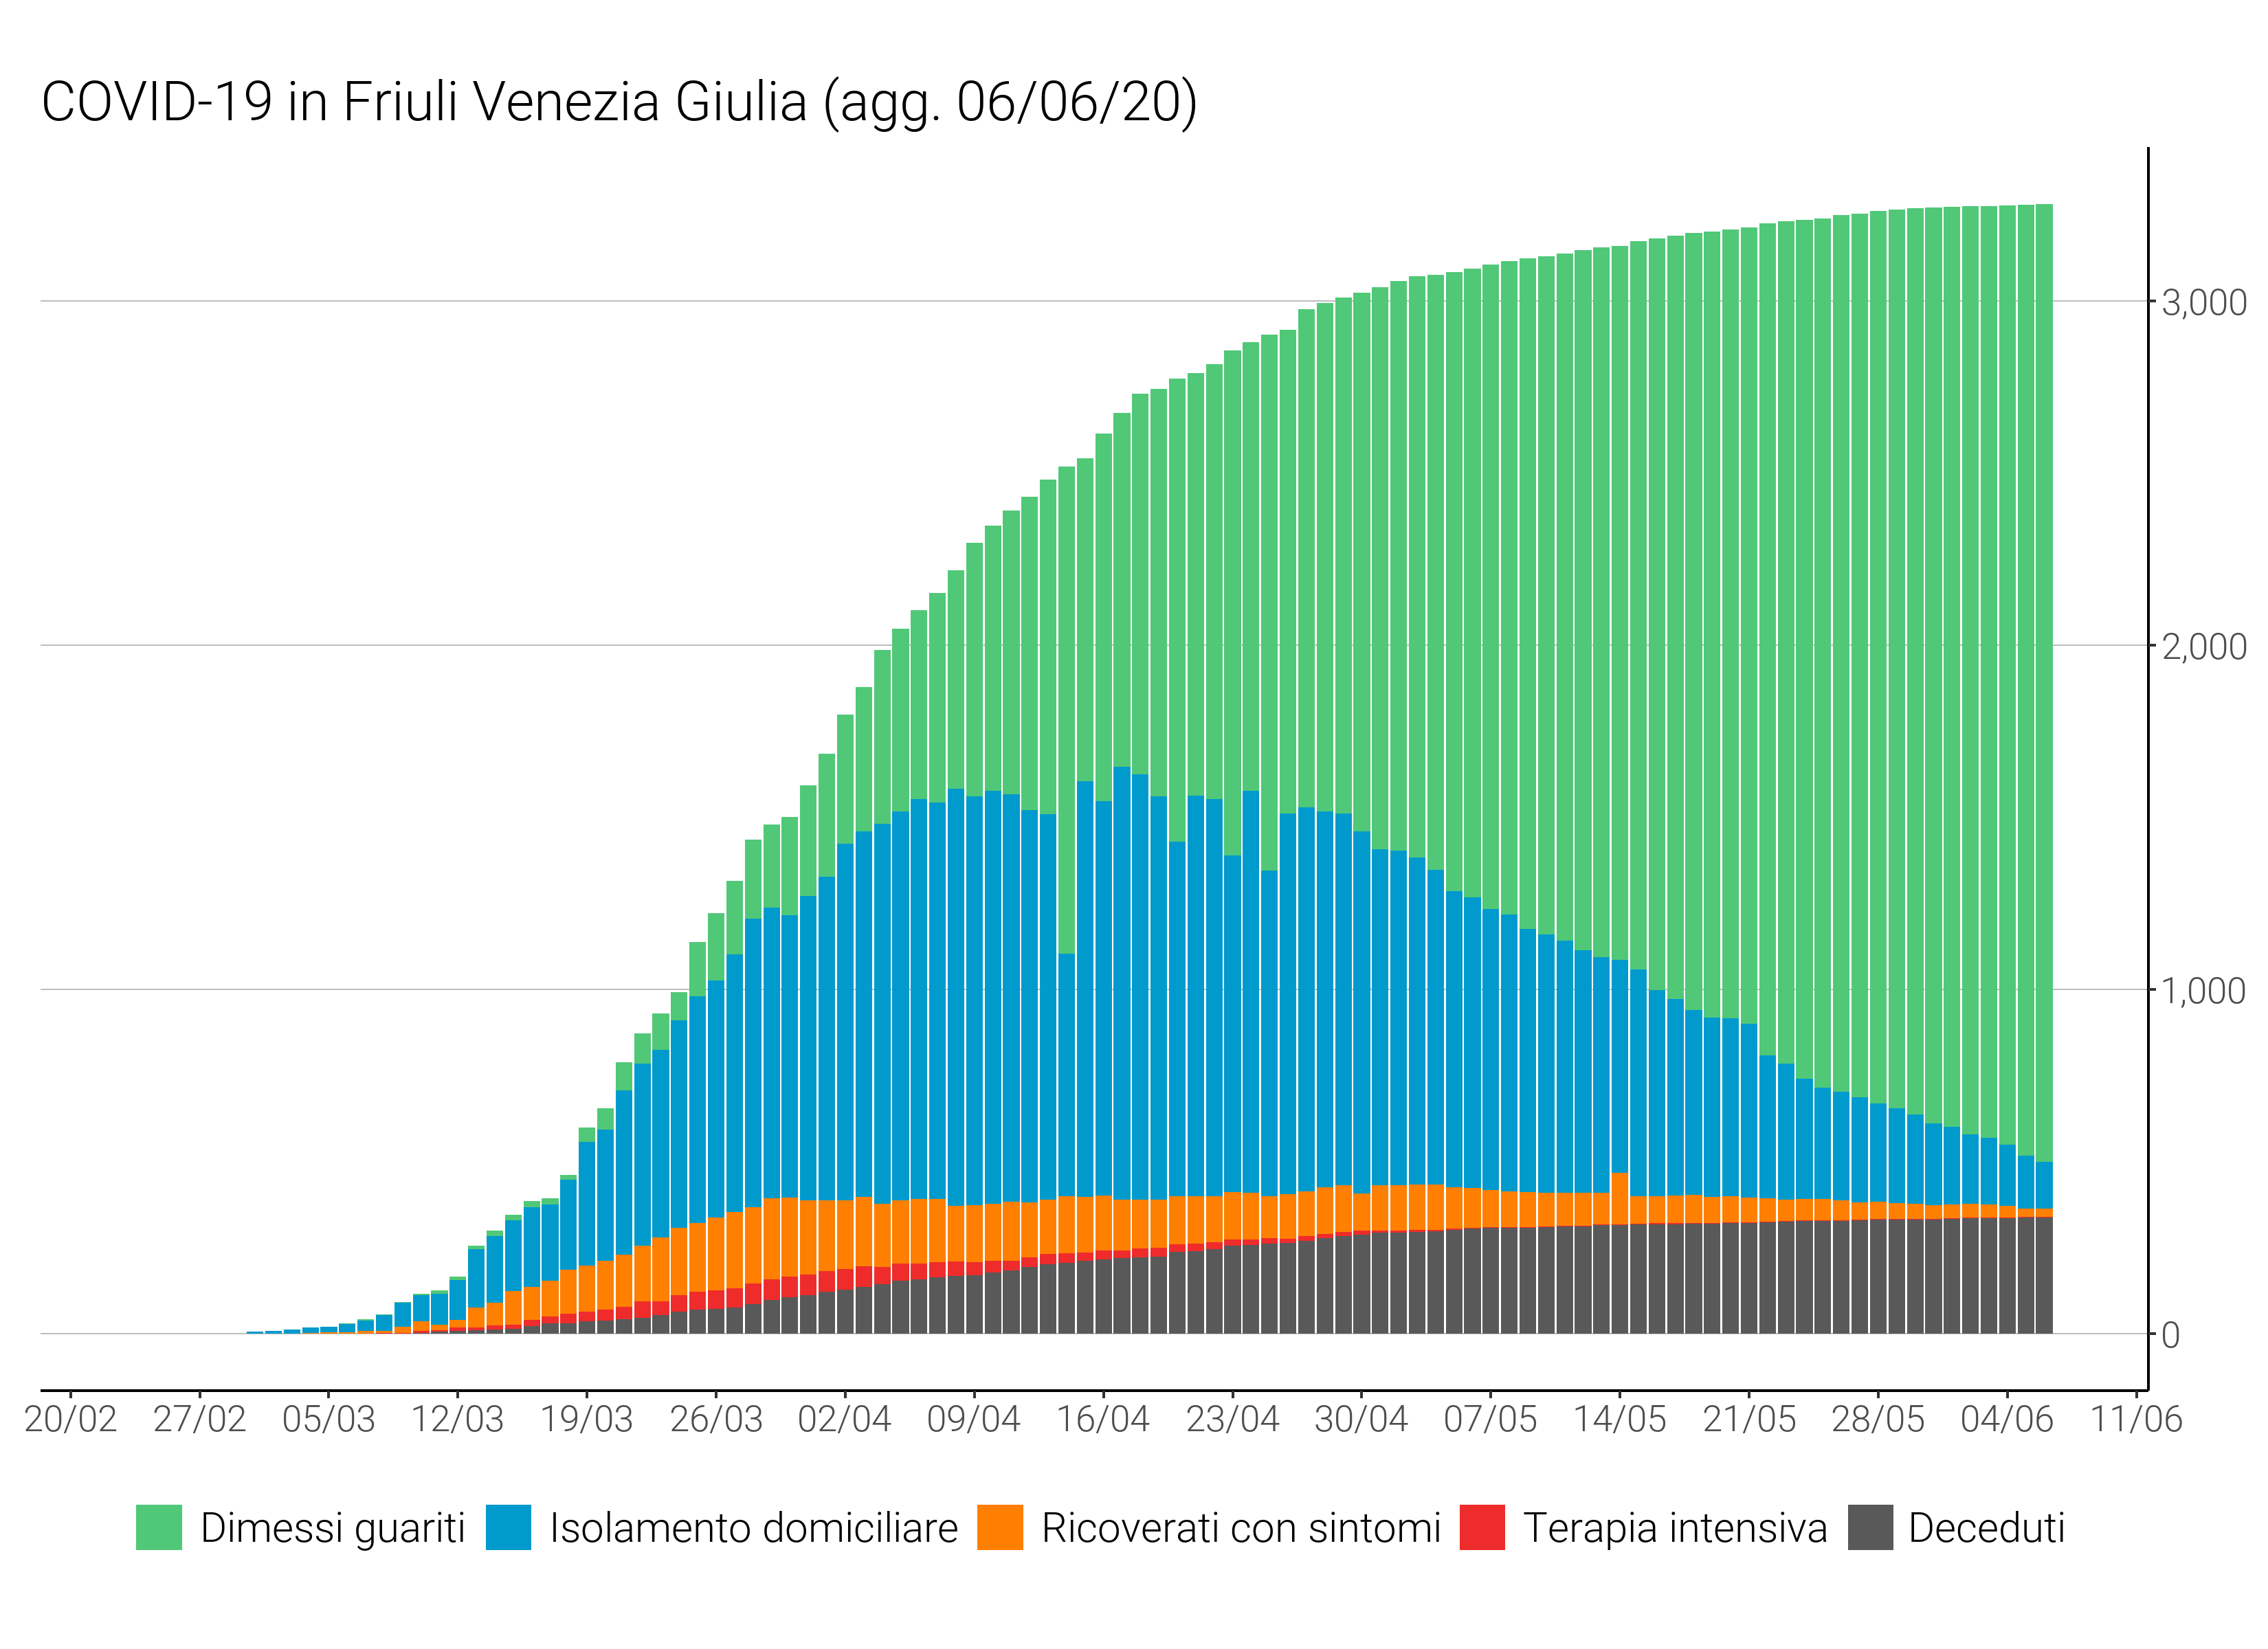 COVID-19 in Friuli Venezia Giulia (agg. 06/06/20)
3,000
2,000
1,000
0
20/02 27/02 05/03 12/03 19/03 26/03 02/04 09/04 16/04 23/04 30/04 07/05 14/05 21/05 28/05 04/06 11/06
Dimessi guariti Isolamento domiciliare Ricoverati con sintomi Terapia intensiva Deceduti